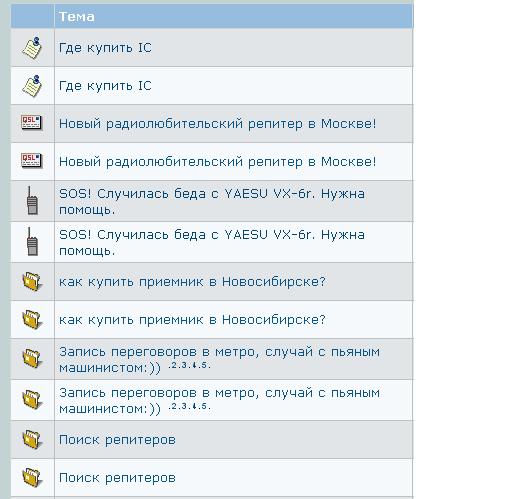 Тема
Где купить IC
Где купить IC
QSL Новый радиолюбительский репитер в Москве!
QSL Новый радиолюбительский репитер в Москве!
SOS! Случилась беда с YAESU VX-6r. Нужна
помощь.
SOS! Случилась беда с YAESU VX-6r. Нужна
помощь.
как купить приемник в Новосибирске?
как купить приемник в Новосибирске?
Запись переговоров в метро, случай с пьяным
машинистом:)) .2.3.4.5.
Запись переговоров в метро, случай с пьяным
машинистом:)) .2.3.4.5.
Поиск репитеров
Поиск репитеров